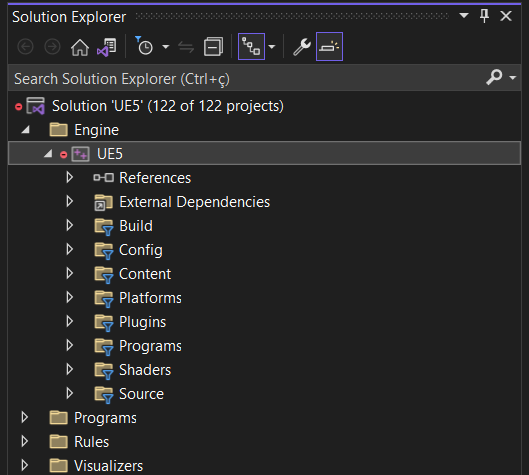 Solution Explorer
Search Solution Explorer (Ctrl+ç)
Solution 'UE5' (122 of 122 projects)
Engine
UE5
References
External Dependencies
Build
Config
Content
Platforms
Plugins
Programs
Shaders
Source
Programs
Rules
Visualizers